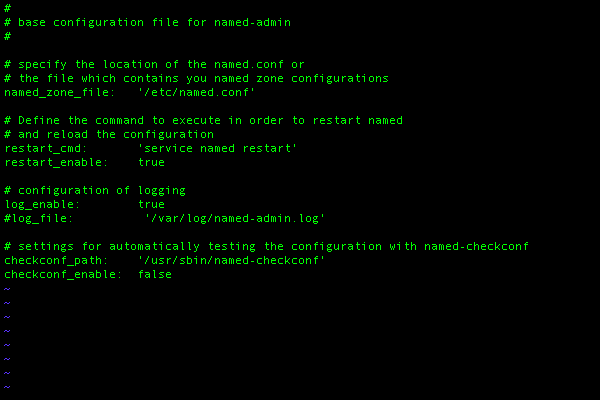 #
# base configuration file for named-admin
#
# specify the location of the named.conf or
# the file which contains you named zone configurations
named_zone_file:   '/etc/named.conf'
# Define the command to execute in order to restart named
# and reload the configuration
restart_cmd:       'service named restart'
restart_enable:    true
# configuration of logging
log_enable:        true
#log_file:          '/var/log/named-admin.log'
# settings for automatically testing the configuration with named-checkconf
checkconf_path:    '/usr/sbin/named-checkconf'
checkconf_enable:  false
~
~
~
~
~
~
~
~